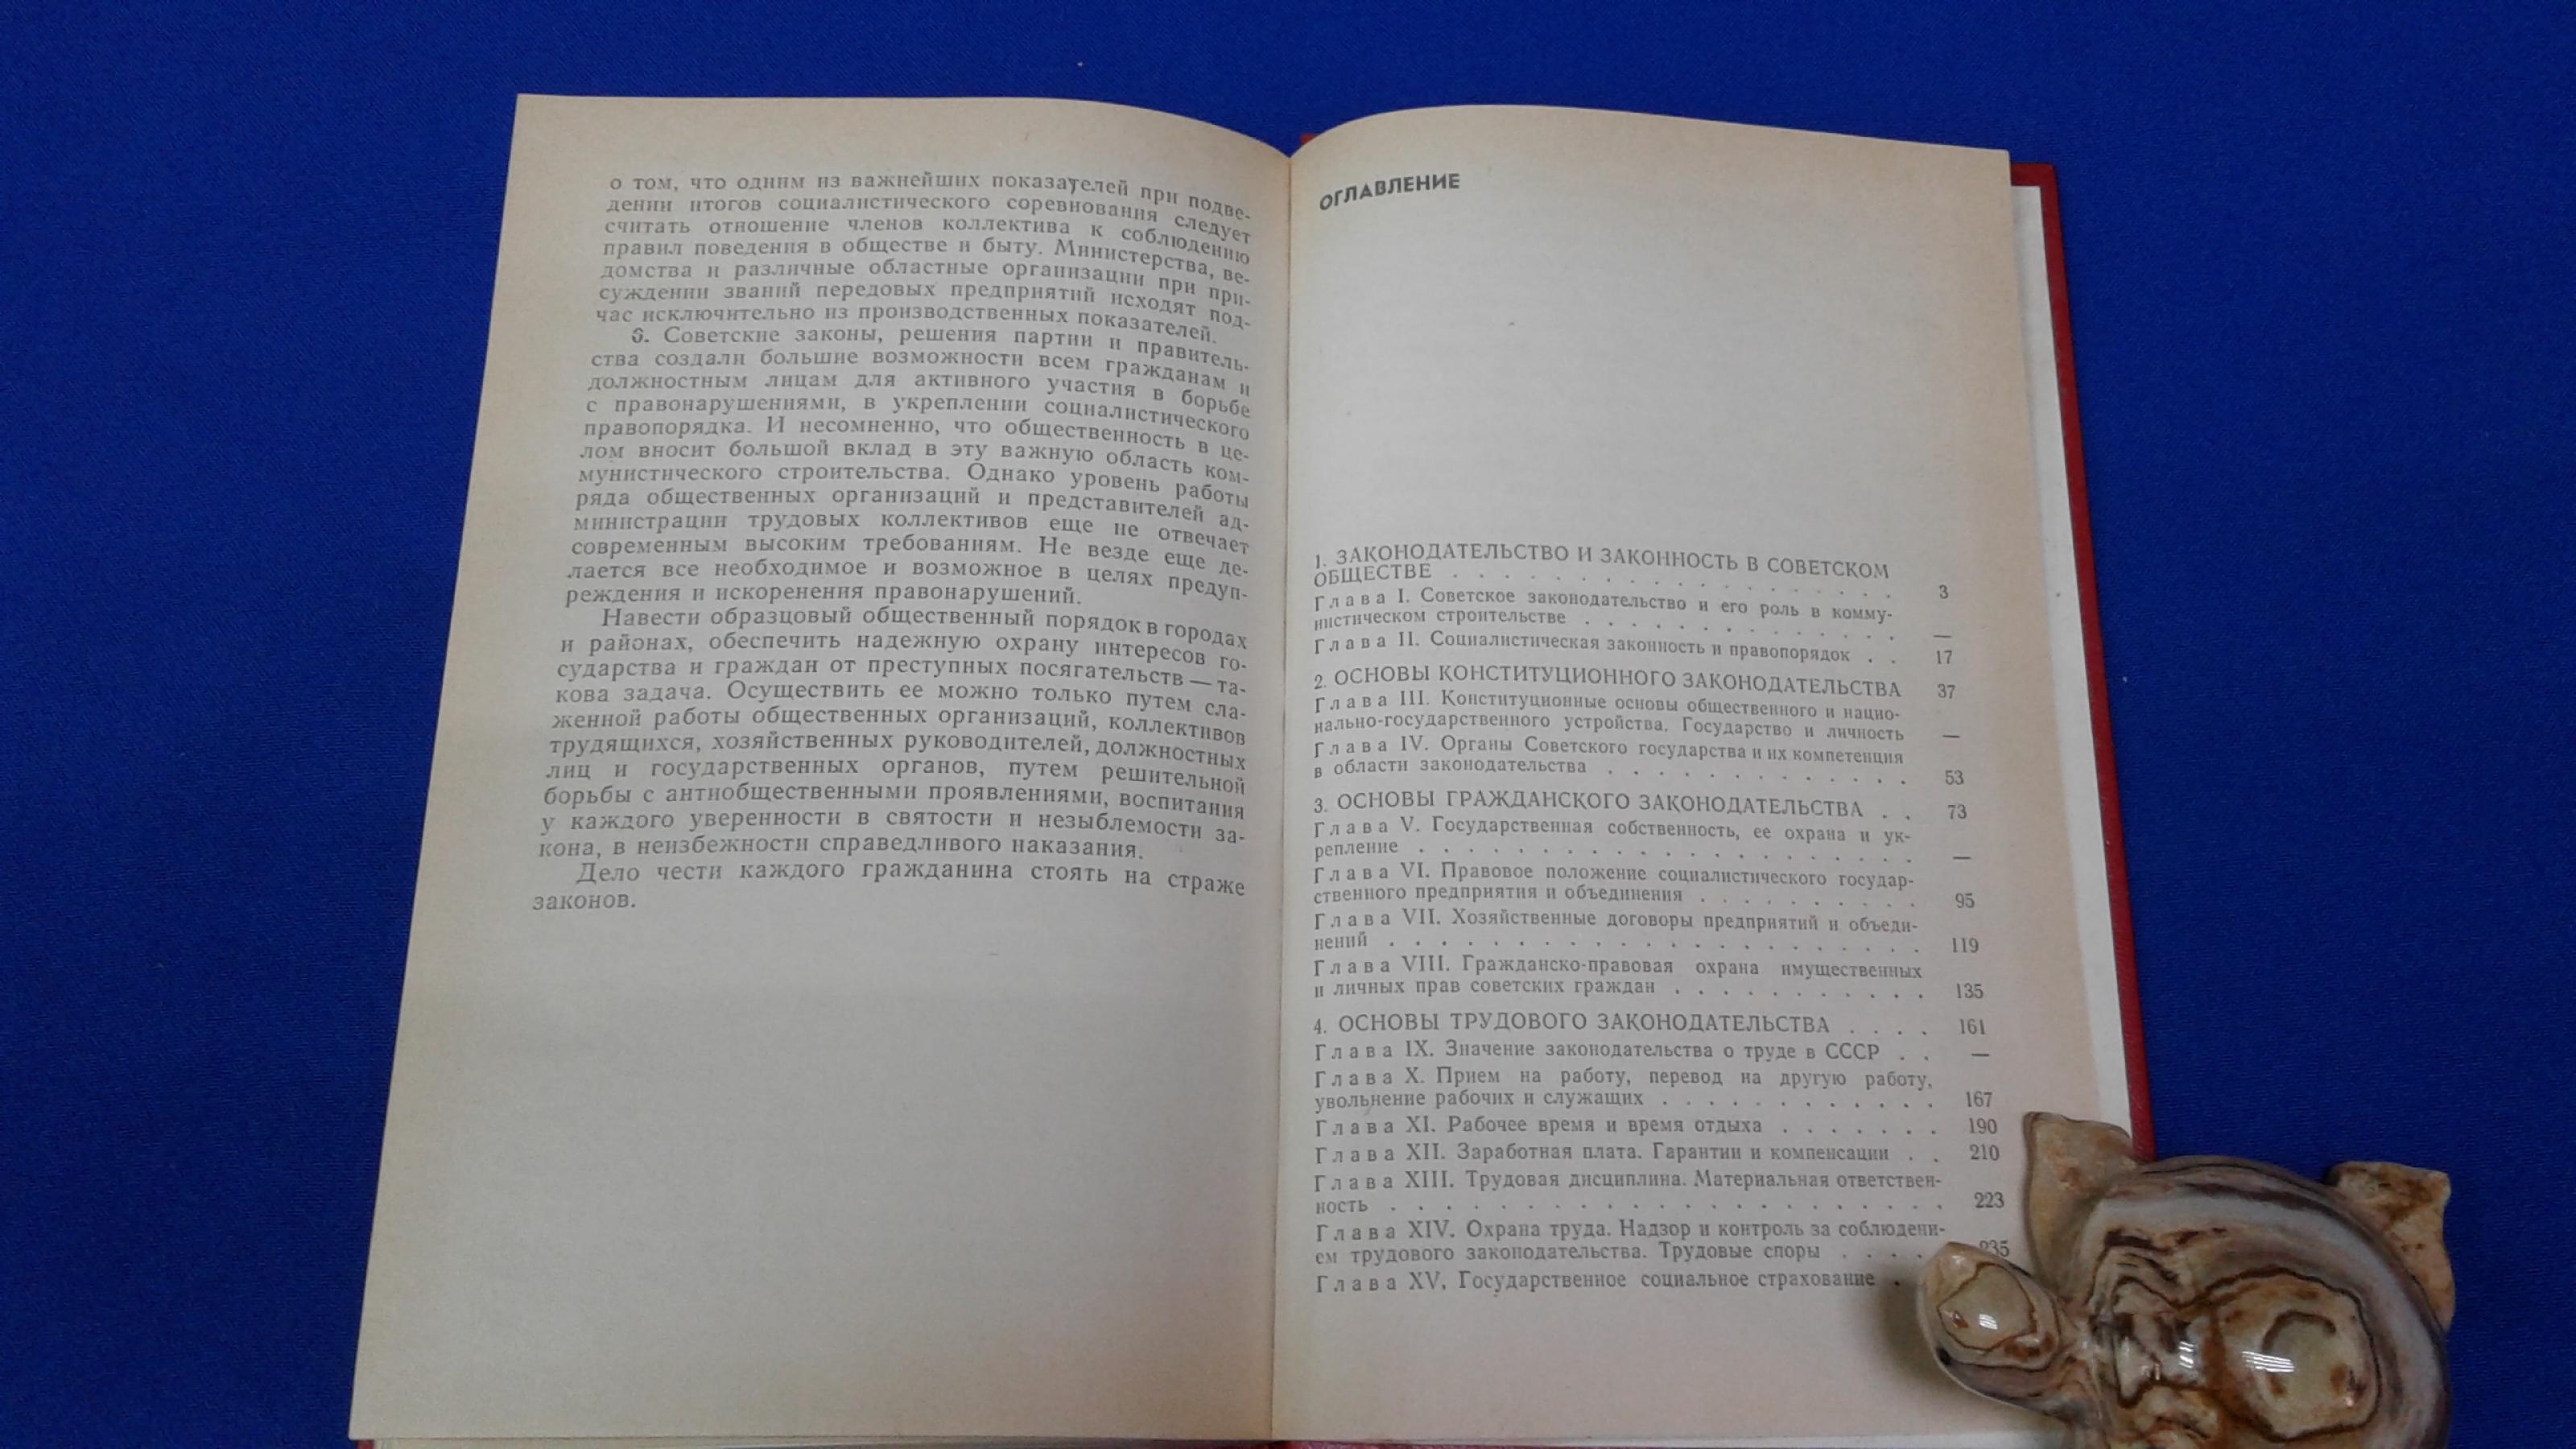 о том, что одним из важнейших показателей при подве-
дении итогов социалистического соревнования следует
считать отношение членов коллектива к соблюдению
правил поведения в обществе и быту. Министерства, ве-
домства и различные областные организации при при-
суждении званий передовых предприятий исходят под-
час исключительно из производственных показателей.
6. Советские законы, решения партии и правитель-
ства создали большие возможности всем гражданам и
должностным лицам для активного участия в борьбе
с правонарушениями, в укреплении социалистического
правопорядка. И несомненно, что общественность в це-
лом вносит большой вклад в эту важную область ком-
мунистического строительства. Однако уровень работы
ряда общественных организаций и представителей ад-
министрации трудовых коллективов еще не отвечает
современным высоким требованиям. Не везде еще де-
лается все необходимое и возможное в целях предуп-
реждения и искоренения правонарушений.
Навести образцовый общественный порядок в городах
и районах, обеспечить надежную охрану интересов го-
сударства и граждан от преступных посягательств — та-
кова задача. Осуществить ее можно только путем сла-
женной работы общественных организаций, коллективов
трудящихся, хозяйственных руководителей, должностных
лиц и государственных органов, путем решительной
борьбы с антиобщественными проявлениями, воспитания
у каждого уверенности в святости и незыблемости за-
кона, в неизбежности справедливого наказания.
Дело чести каждого гражданина стоять на страже
законов.
ОГЛАВЛЕНИЕ
1. ЗАКОНОДАТЕЛЬСТВО И ЗАКОННОСТЬ В СОВЕТСКОМ
ОБЩЕСТВЕ . . . . . . . . . . . . . . . . . 3
Глава I. Советское законодательство и его роль в комму-
нистическом строительстве . . . . . . . . . . . . . —
Глава II. Социалистическая законность и правопорядок . . 17
2. ОСНОВЫ КОНСТИТУЦИОННОГО ЗАКОНОДАТЕЛЬСТВА 37
Глава III. Конституционные основы общественного и нацио-
нально-государственного устройства. Государство и личность —
Глава IV. Органы Советского государства и их компетенция
в области законодательства . . . . . . . . . . . . 53
3. ОСНОВЫ ГРАЖДАНСКОГО ЗАКОНОДАТЕЛЬСТВА . . 73
Глава V. Государственная собственность, ее охрана и ук-
репление . . . . . . . . . . . . . . . . . . . . —
Глава VI. Правовое положение социалистического государ-
ственного предприятия и объединения . . . . . . . . . 95
Глава VII. Хозяйственные договоры предприятий и объеди-
нений . . . . . . . . . . . . . . . . . . . . . 119
Глава VIII. Гражданско-правовая охрана имущественных
и личных прав советских граждан . . . . . . . . . . 135
4. ОСНОВЫ ТРУДОВОГО ЗАКОНОДАТЕЛЬСТВА . . . . 161
Глава IX. Значение законодательства о труде в СССР . . —
Глава X. Прием на работу, перевод на другую работу,
увольнение рабочих и служащих . . . . . . . . . . . 167
Глава XI. Рабочее время и время отдыха . . . . . . . 190
Глава XII. Заработная плата. Гарантии и компенсации . . 210
Глава XIII. Трудовая дисциплина. Материальная ответствен-
ность . . . . . . . . . . . . . . . . . . . . . . 223
Глава XIV. Охрана труда. Надзор и контроль за соблюдени-
ем трудового законодательства. Трудовые споры . . . . 235
Глава XV. Государственное социальное страхование .